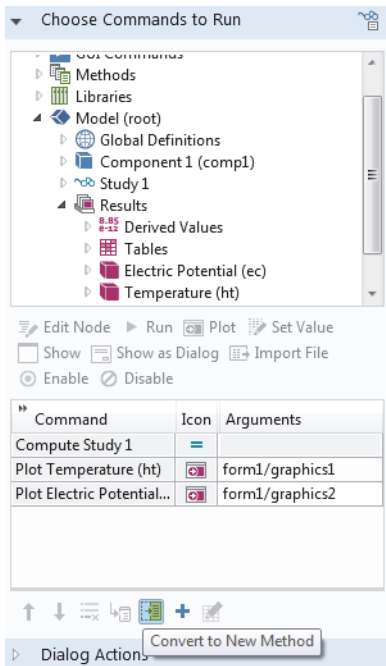 Choose Commands to Run
GUI Commands
Methods
Libraries
Model (root)
Global Definitions
Component 1 (comp1)
Study 1
Results
8.85
e-12 Derived Values
Tables
Electric Potential (ec)
Temperature (ht)
Edit Node Run Plot Set Value
Show Show as Dialog Import File
Enable Disable
Command Icon Arguments
Compute Study 1
Plot Temperature (ht) form1/graphics1
Plot Electric Potential... form1/graphics2
Convert to New Method
Dialog Actions